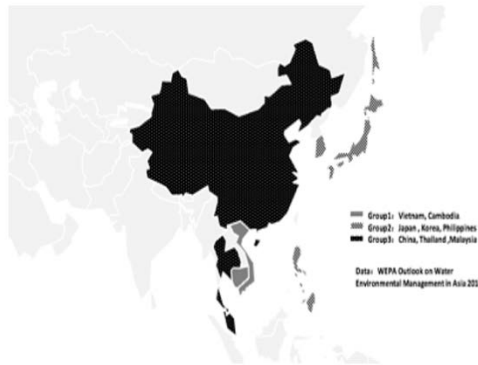 Group1： Vietnam, Cambodia
Group2： Japan , Korea, Philippines
Group3： China, Thailand ,Malaysia
Data： WEPA Outlook on Water
Environmental Management in Asia 201